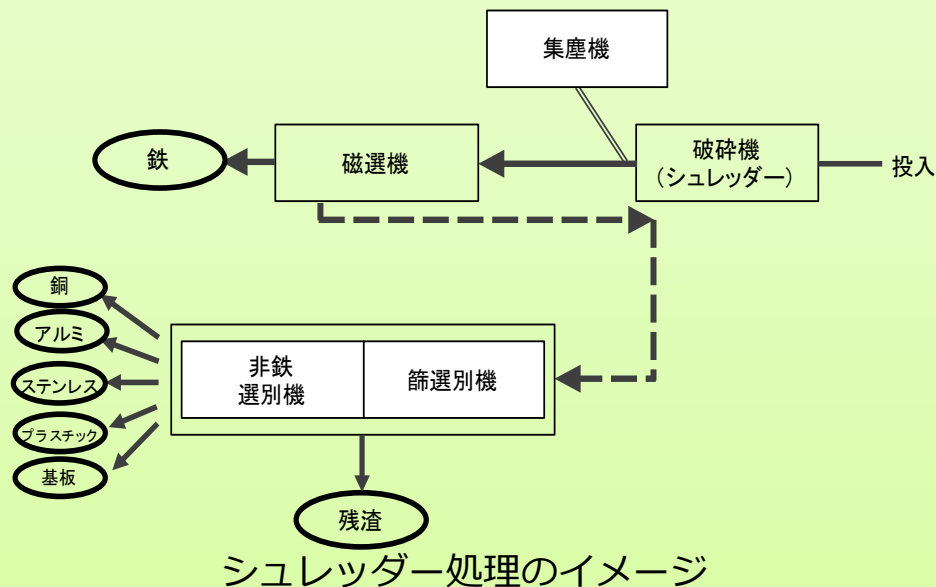 集塵機
鉄
磁選機
破砕機
(シュレッダー)
投入
銅
アルミ
ステンレス
プラスチック
基板
非鉄
選別機
篩選別機
残渣
シュレッダー処理のイメージ